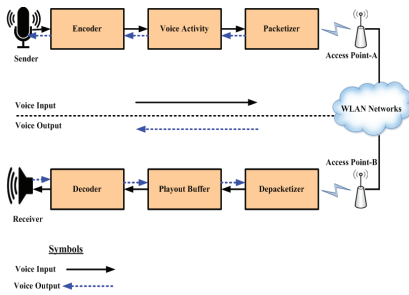 Encoder
Voice Activity
Packetizer
Sender
Access Point-A
Voice Input
WLAN Networks
Voice Output
Access Point-B
Decoder
Playout Buffer
Depacketizer
Receiver
Symbols
Voice Input
Voice Output